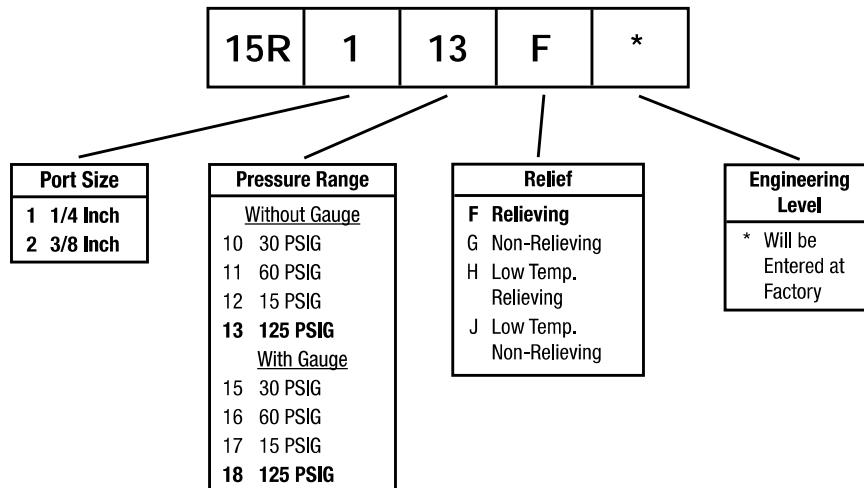 15R 1 13 F *
Port Size
1 1/4 Inch
2 3/8 Inch
Pressure Range
Without Gauge
10 30 PSIG
11 60 PSIG
12 15 PSIG
13 125 PSIG
With Gauge
15 30 PSIG
16 60 PSIG
17 15 PSIG
18 125 PSIG
Relief
F Relieving
G Non-Relieving
H Low Temp.
Relieving
J Low Temp.
Non-Relieving
Engineering
Level
* Will be
Entered at
Factory